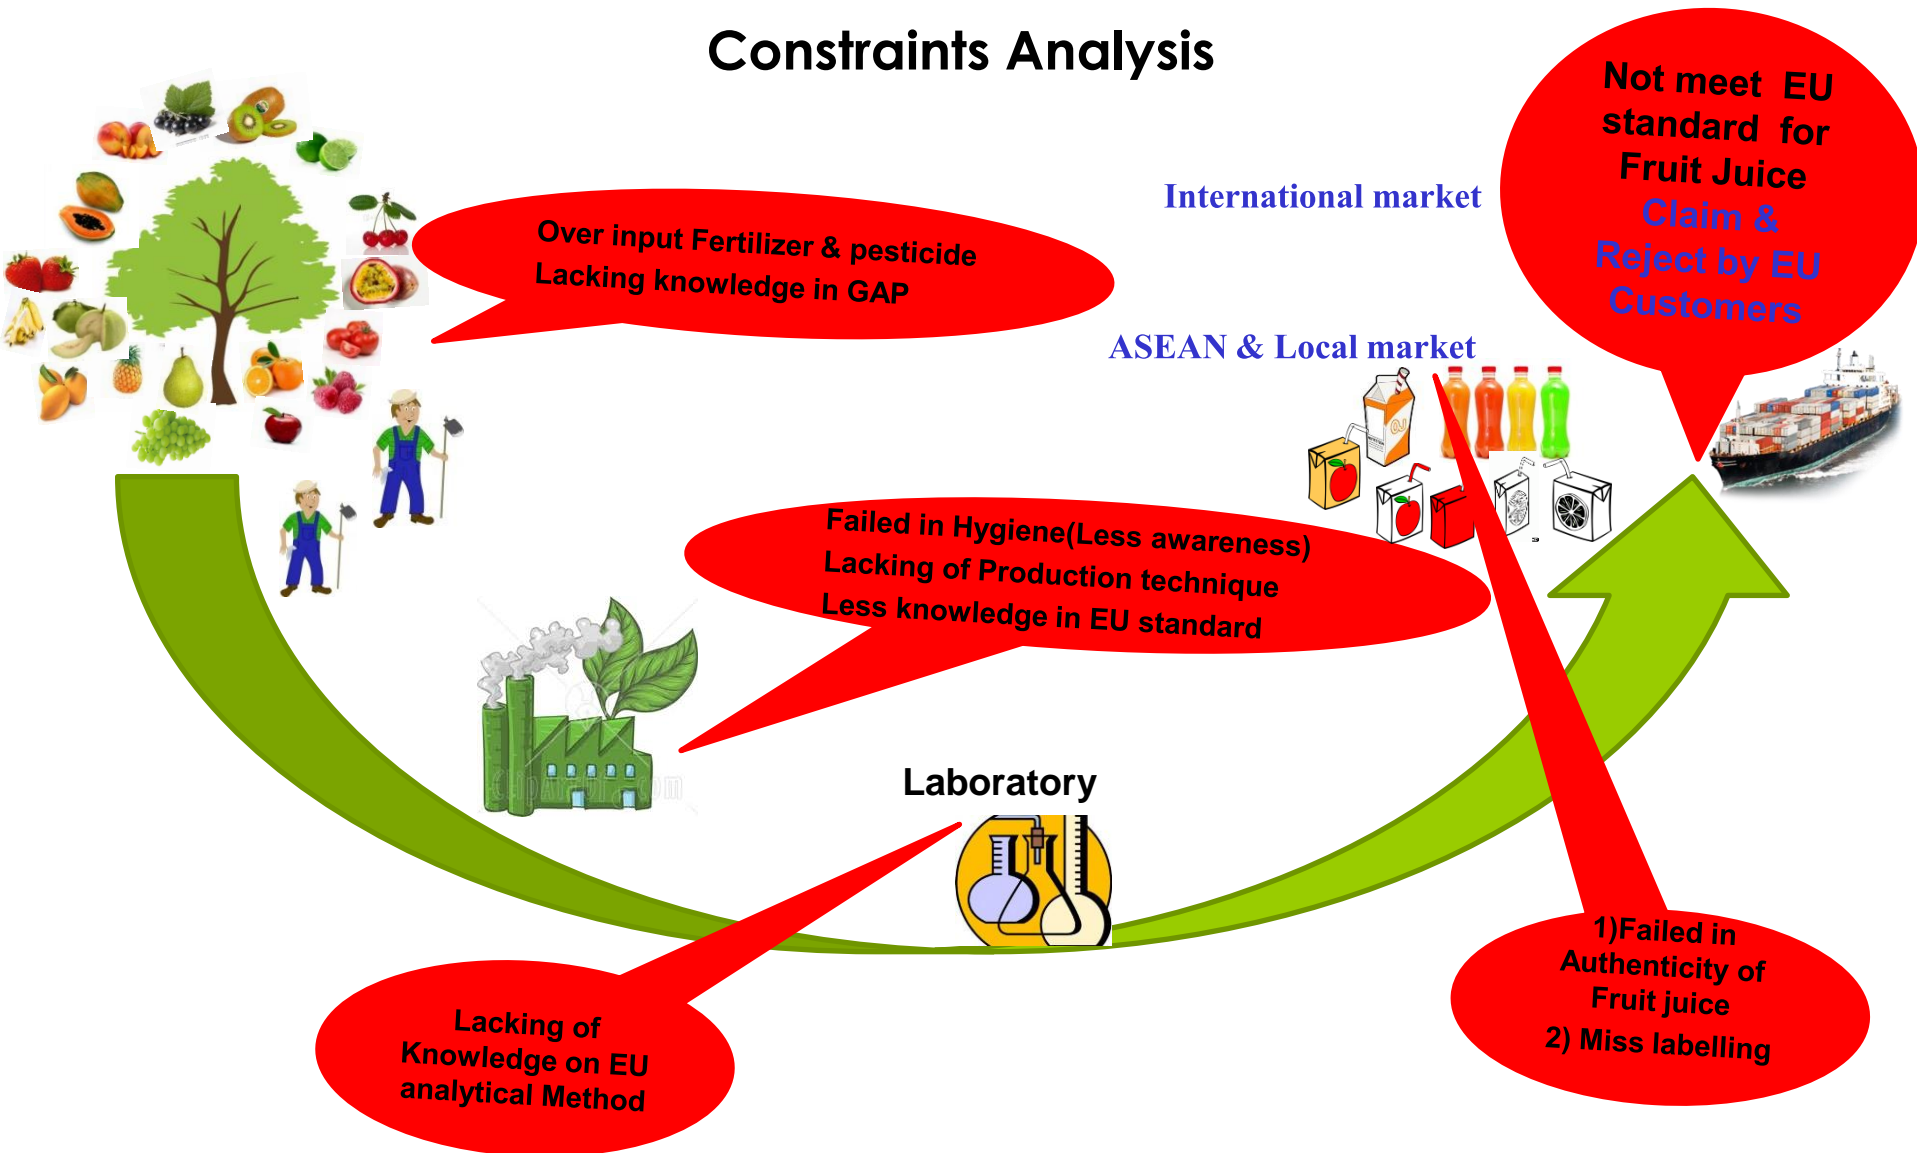 Constraints Analysis
Not meet EU
standard for
Fruit Juice
Claim &
Reject by EU
Customers
International market
Over input Fertilizer & pesticide
Lacking knowledge in GAP
ASEAN & Local market
Failed in Hygiene(Less awareness)
Lacking of Production technique
Less knowledge in EU standard
Laboratory
1)Failed in
Authenticity of
Fruit juice
2) Miss labelling
Lacking of
Knowledge on EU
analytical Method